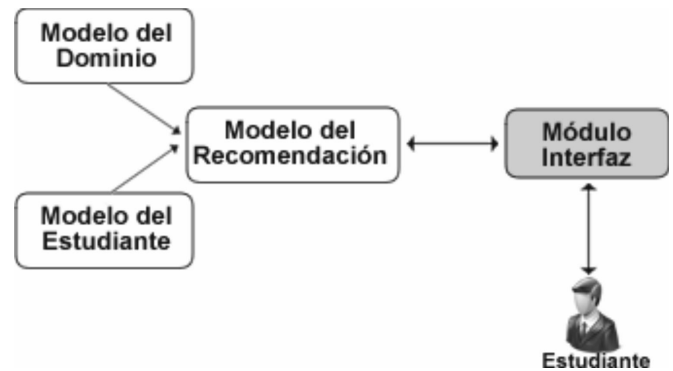 Modelo del
Dominio
Modelo del
Recomendación
Módulo
Interfaz
Modelo del
Estudiante
Estudiante